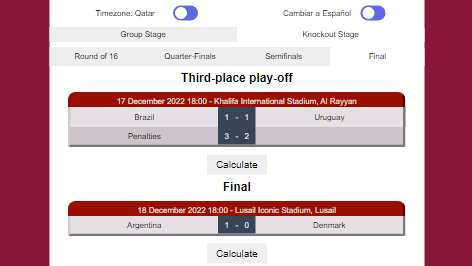 Timezone: Qatar Cambiar a Español
Group Stage Knockout Stage
Round of 16 Quarter-Finals Semifinals Final
Third-place play-off
17 December 2022 18:00 - Khalifa International Stadium, Al Rayyan
Brazil 1 - 1 Uruguay
Penalties 3 - 2
Calculate
Final
18 December 2022 18:00 - Lusail Iconic Stadium, Lusail
Argentina 1 - 0 Denmark
Calculate